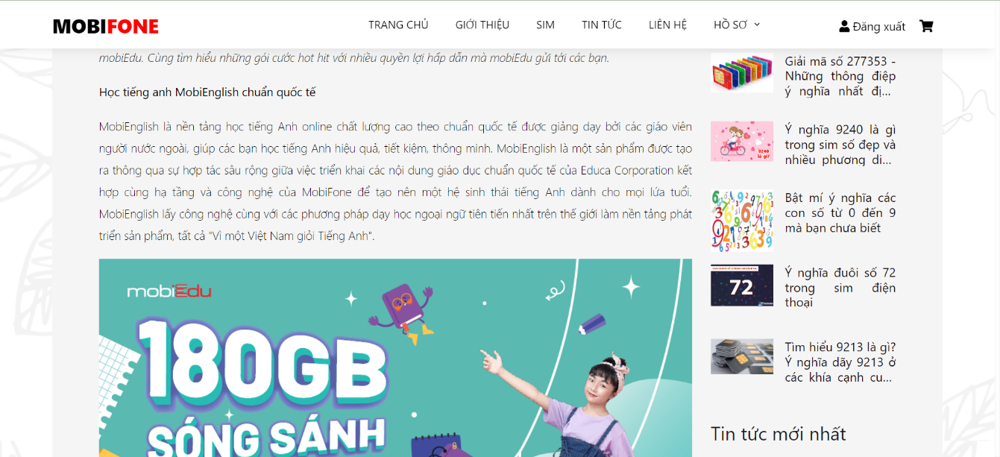 MOBIFONE
TRANG CHỦ GIỚI THIỆU SIM TIN TỨC LIÊN HỆ HỒ SƠ
Đăng xuất
mobiEdu. Cùng tìm hiểu những gói cước hot hit với nhiều quyền lợi hấp dẫn mà mobiEdu gửi tới các bạn.
Học tiếng anh MobiEnglish chuẩn quốc tế
MobiEnglish là nền tảng học tiếng Anh online chất lượng cao theo chuẩn quốc tế được giảng dạy bởi các giáo viên
người nước ngoài, giúp các bạn học tiếng Anh hiệu quả, tiết kiệm, thông minh. MobiEnglish là một sản phẩm được tạo
ra thông qua sự hợp tác sâu rộng giữa việc triển khai các nội dung giáo dục chuẩn quốc tế của Educa Corporation kết
hợp cùng hạ tầng và công nghệ của MobiFone để tạo nên một hệ sinh thái tiếng Anh dành cho mọi lứa tuổi.
MobiEnglish lấy công nghệ cùng với các phương pháp dạy học ngoại ngữ tiên tiến nhất trên thế giới làm nền tảng phát
triển sản phẩm, tất cả "Vì một Việt Nam giỏi Tiếng Anh".
mobiEdu
180GB
SÓNG SÁNH
Giải mã số 277353 -
Những thông điệp
ý nghĩa nhất đị...
9240
là gì?
Ý nghĩa 9240 là gì
trong sim số đẹp và
nhiều phương di...
Bật mí ý nghĩa các
con số từ 0 đến 9
mà bạn chưa biết
72
Ý nghĩa đuôi số 72
trong sim điện
thoại
Tìm hiểu 9213 là gì?
Ý nghĩa dãy 9213 ở
các khía cạnh cu...
Tin tức mới nhất